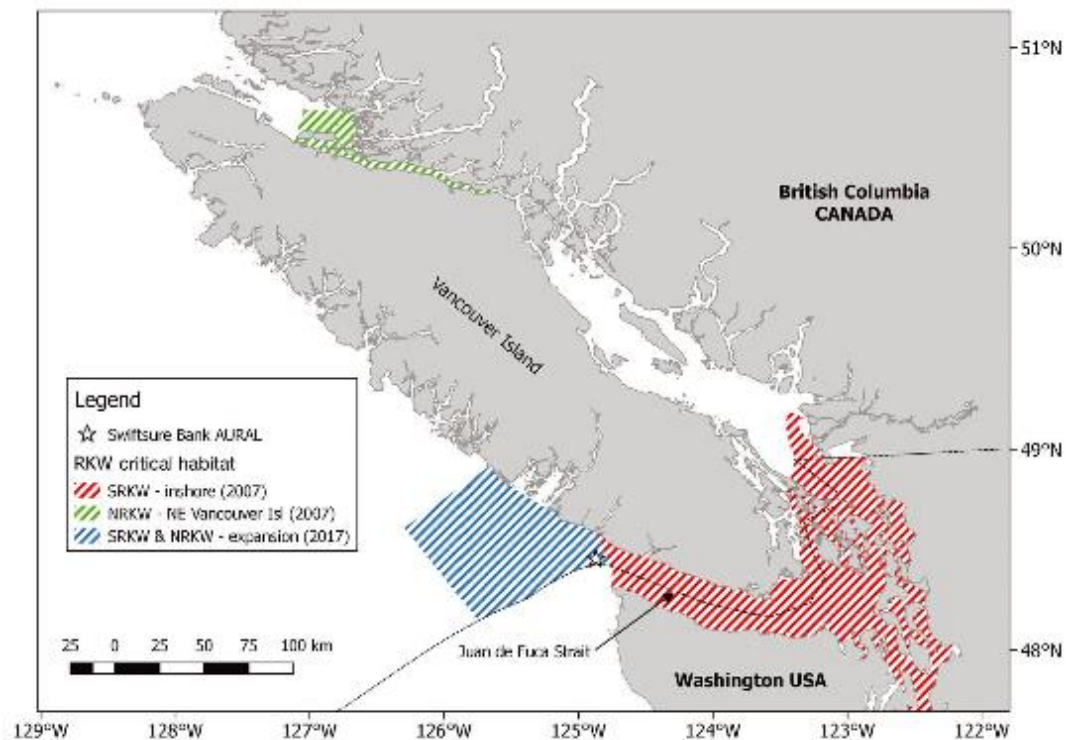 51°N
British Columbia
CANADA
50°N
Vancouver Island
Legend
Swiftsure Bank AURAL
RKW critical habitat
SRKW - inshore (2007)
NRKW - NE Vancouver Isl (2007)
SRKW & NRKW - expansion (2017)
49°N
25 0 25 50 75 100 km
Juan de Fuca Strait
48°N
Washington USA
129°W 128°W 127°W 126°W 125°W 124°W 123°W 122°W